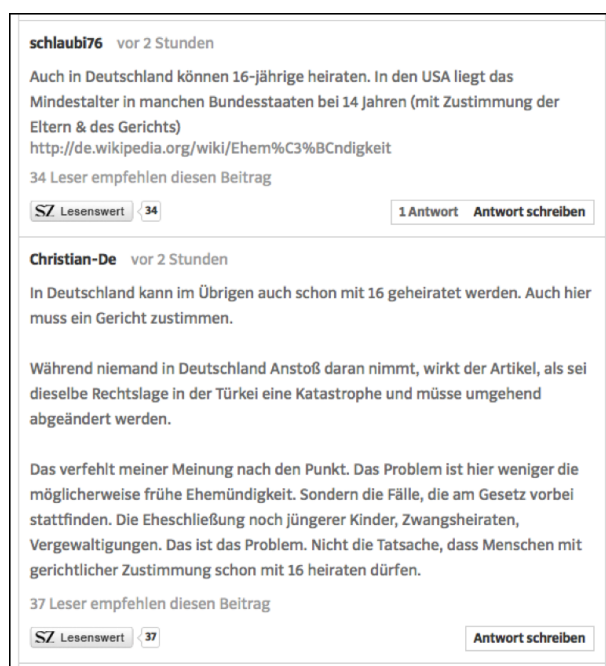 schlaubi76 vor 2 Stunden
Auch in Deutschland können 16-jährige heiraten. In den USA liegt das
Mindestalter in manchen Bundesstaaten bei 14 Jahren (mit Zustimmung der
Eltern & des Gerichts)
http://de.wikipedia.org/wiki/Ehem%C3%BCndigkeit
34 Leser empfehlen diesen Beitrag
SZ Lesenswert 34 1 Antwort Antwort schreiben
Christian-De vor 2 Stunden
In Deutschland kann im Übrigen auch schon mit 16 geheiratet werden. Auch hier
muss ein Gericht zustimmen.
Während niemand in Deutschland Anstoß daran nimmt, wirkt der Artikel, als sei
dieselbe Rechtslage in der Türkei eine Katastrophe und müsse umgehend
abgeändert werden.
Das verfehlt meiner Meinung nach den Punkt. Das Problem ist hier weniger die
möglicherweise frühe Ehemündigkeit. Sondern die Fälle, die am Gesetz vorbei
stattfinden. Die Eheschließung noch jüngerer Kinder, Zwangsheiraten,
Vergewaltigungen. Das ist das Problem. Nicht die Tatsache, dass Menschen mit
gerichtlicher Zustimmung schon mit 16 heiraten dürfen.
37 Leser empfehlen diesen Beitrag
SZ Lesenswert 37 Antwort schreiben